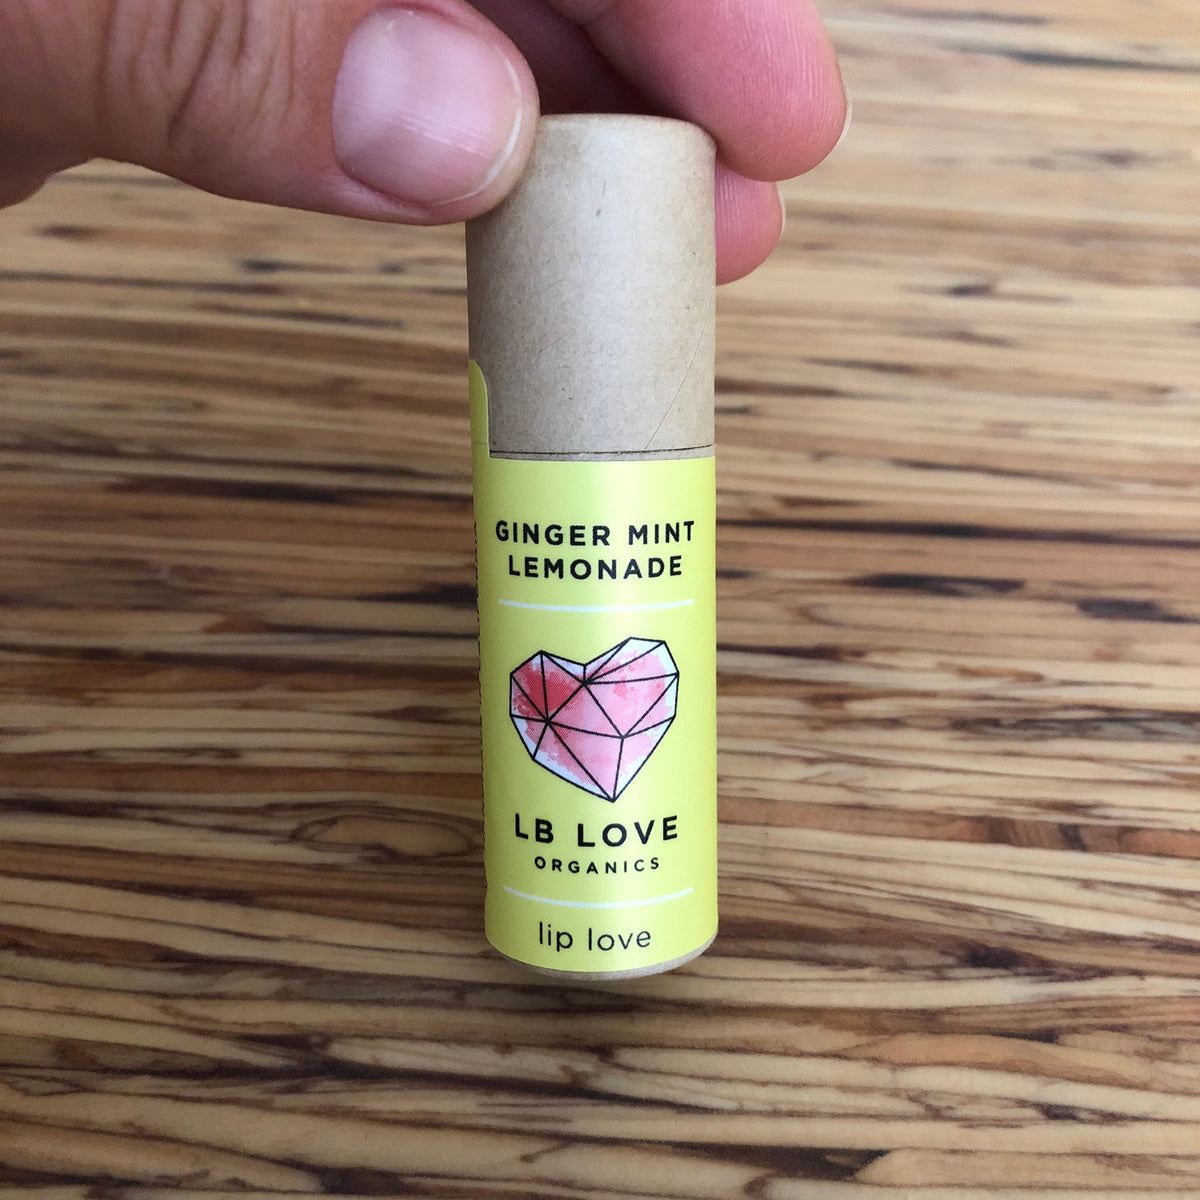 GINGER MINT
LEMONADE
LB LOVE
ORGANICS
lip love